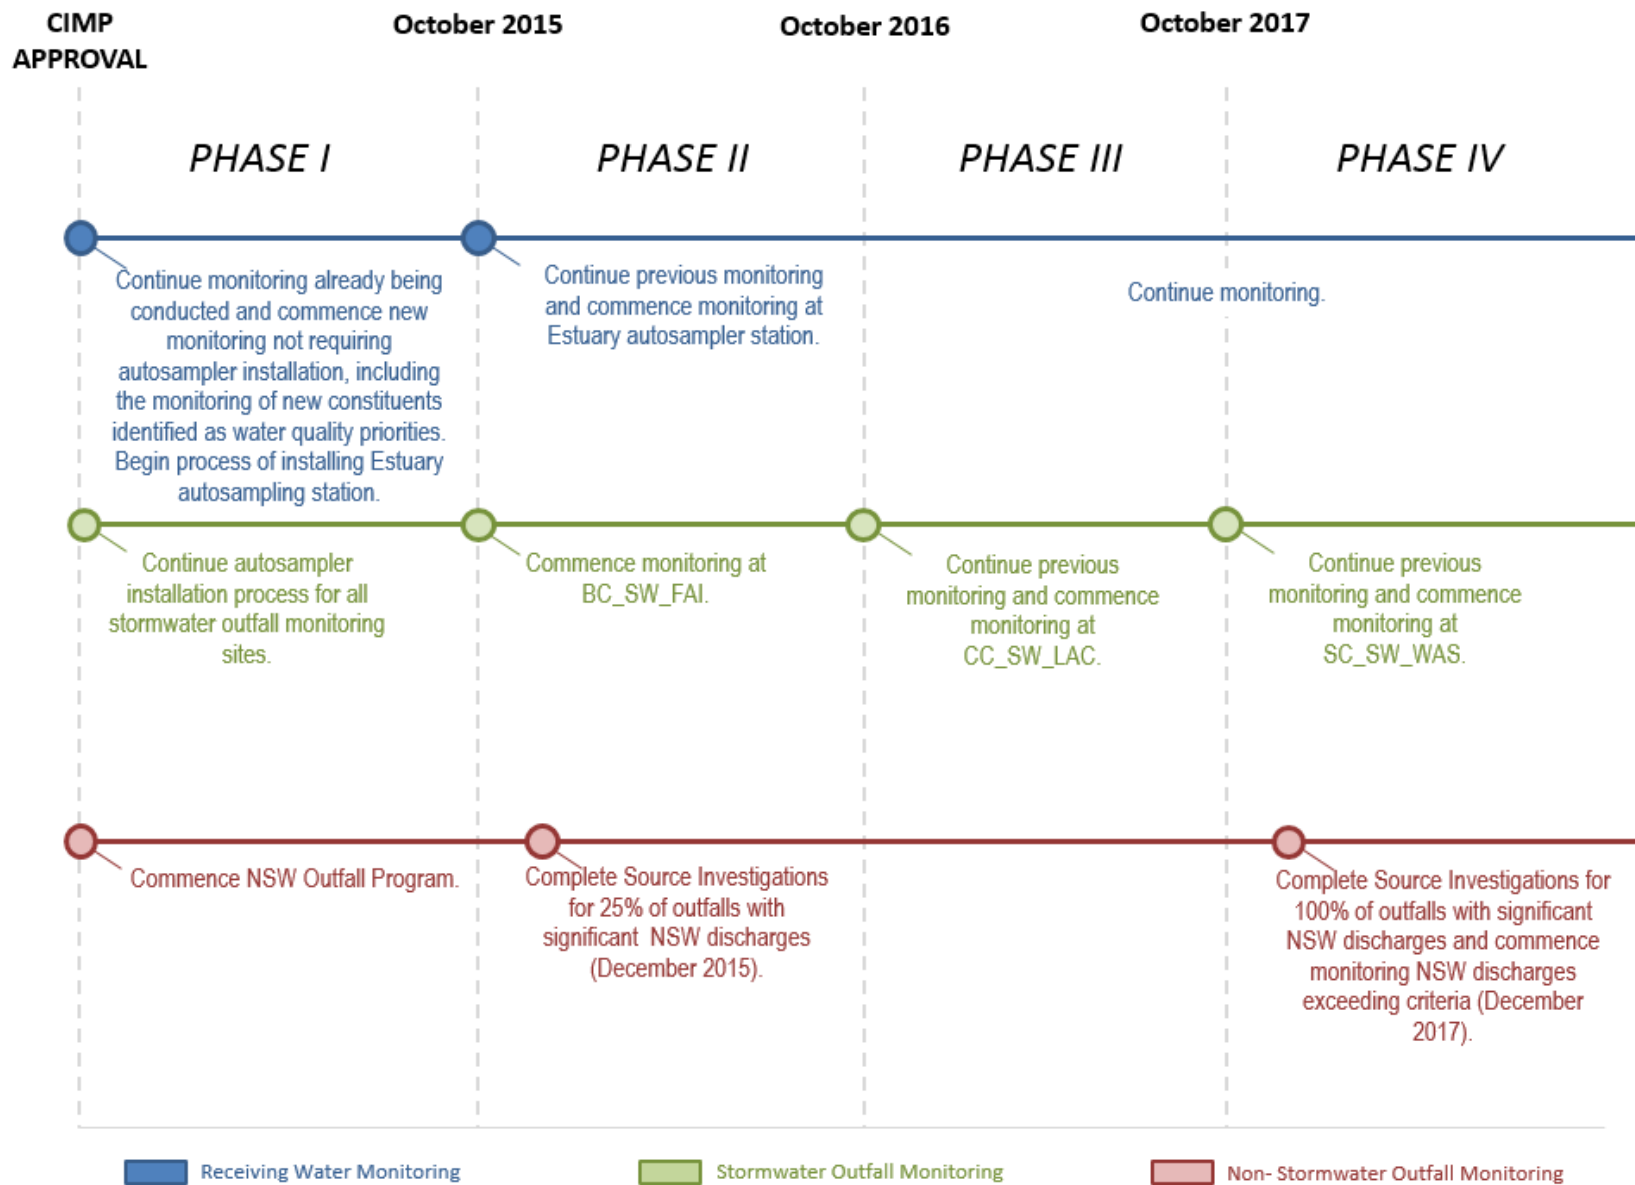 CIMP
APPROVAL
October 2015
October 2016
October 2017
PHASE I
PHASE II
PHASE III
PHASE IV
Continue monitoring already being
conducted and commence new
monitoring not requiring
autosampler installation, including
the monitoring of new constituents
identified as water quality priorities.
Begin process of installing Estuary
autosampling station.
Continue previous monitoring
and commence monitoring at
Estuary autosampler station.
Continue monitoring.
Continue autosampler
installation process for all
stormwater outfall monitoring
sites.
Commence monitoring at
BC_SW_FAI.
Continue previous
monitoring and commence
monitoring at
CC_SW_LAC.
Continue previous
monitoring and commence
monitoring at
SC_SW_WAS.
Commence NSW Outfall Program.
Complete Source Investigations
for 25% of outfalls with
significant NSW discharges
(December 2015).
Complete Source Investigations for
100% of outfalls with significant
NSW discharges and commence
monitoring NSW discharges
exceeding criteria (December
2017).
Receiving Water Monitoring
Stormwater Outfall Monitoring
Non- Stormwater Outfall Monitoring